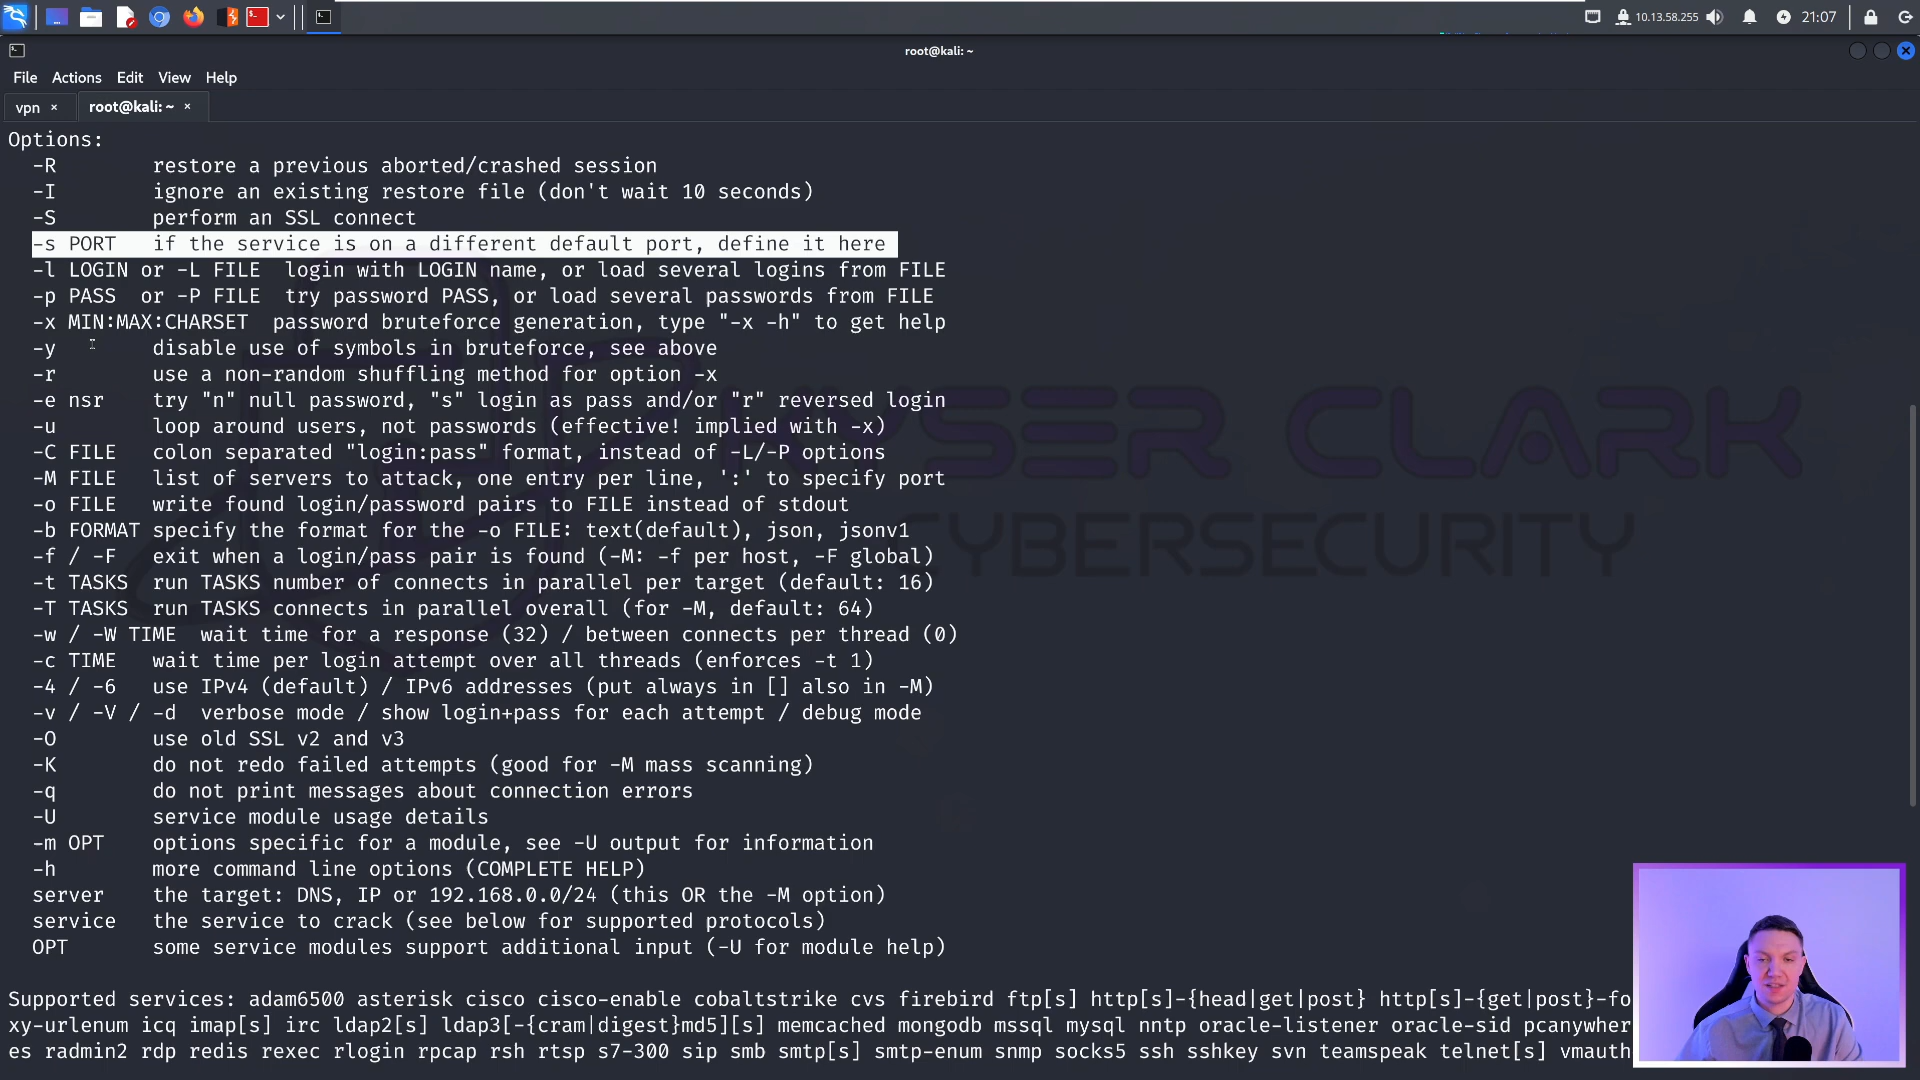 10.13.58.255
21:07
root@kali: ~
File Actions Edit View Help
vpn ×
root@kali: ~ ×
Options:
-R restore a previous aborted/crashed session
-I ignore an existing restore file (don't wait 10 seconds)
-S perform an SSL connect
-s PORT if the service is on a different default port, define it here
-l LOGIN or -L FILE login with LOGIN name, or load several logins from FILE
-p PASS or -P FILE try password PASS, or load several passwords from FILE
-x MIN:MAX:CHARSET password bruteforce generation, type "-x -h" to get help
-y disable use of symbols in bruteforce, see above
-r use a non-random shuffling method for option -x
-e nsr try "n" null password, "s" login as pass and/or "r" reversed login
-u loop around users, not passwords (effective! implied with -x)
-C FILE colon separated "login:pass" format, instead of -L/-P options
-M FILE list of servers to attack, one entry per line, ':' to specify port
-o FILE write found login/password pairs to FILE instead of stdout
-b FORMAT specify the format for the -o FILE: text(default), json, jsonv1
-f / -F exit when a login/pass pair is found (-M: -f per host, -F global)
-t TASKS run TASKS number of connects in parallel per target (default: 16)
-T TASKS run TASKS connects in parallel overall (for -M, default: 64)
-w / -W TIME wait time for a response (32) / between connects per thread (0)
-c TIME wait time per login attempt over all threads (enforces -t 1)
-4 / -6 use IPv4 (default) / IPv6 addresses (put always in [] also in -M)
-v / -V / -d verbose mode / show login+pass for each attempt / debug mode
-O use old SSL v2 and v3
-K do not redo failed attempts (good for -M mass scanning)
-q do not print messages about connection errors
-U service module usage details
-m OPT options specific for a module, see -U output for information
-h more command line options (COMPLETE HELP)
server the target: DNS, IP or 192.168.0.0/24 (this OR the -M option)
service the service to crack (see below for supported protocols)
OPT some service modules support additional input (-U for module help)
Supported services: adam6500 asterisk cisco cisco-enable cobaltstrike cvs firebird ftp[s] http[s]-{head|get|post} http[s]-{get|post}-fo
xy-urlenum icq imap[s] irc ldap2[s] ldap3[-{cram|digest}md5][s] memcached mongodb mssql mysql nntp oracle-listener oracle-sid pcanywher
es radmin2 rdp redis rexec rlogin rpcap rsh rtsp s7-300 sip smb smtp[s] smtp-enum snmp socks5 ssh sshkey svn teamspeak telnet[s] vmauth
KYSER CLARK
CYBERSECURITY